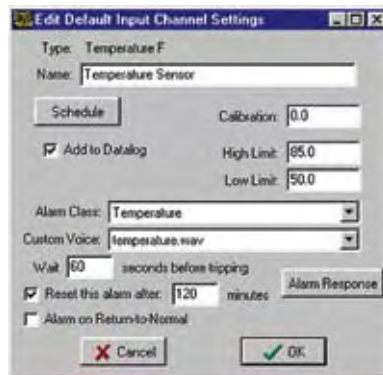 Edit Default Input Channel Settings
Type: Temperature F
Name: Temperature Sensor
Schedule
Calibration: 0.0
Add to Datalog
High Limit: 85.0
Low Limit: 50.0
Alarm Class: Temperature
Custom Voice: temperature.wav
Wait 60 seconds before tripping
Reset this alarm after: 120 minutes
Alarm Response
Alarm on Return-to-Normal
Cancel
OK